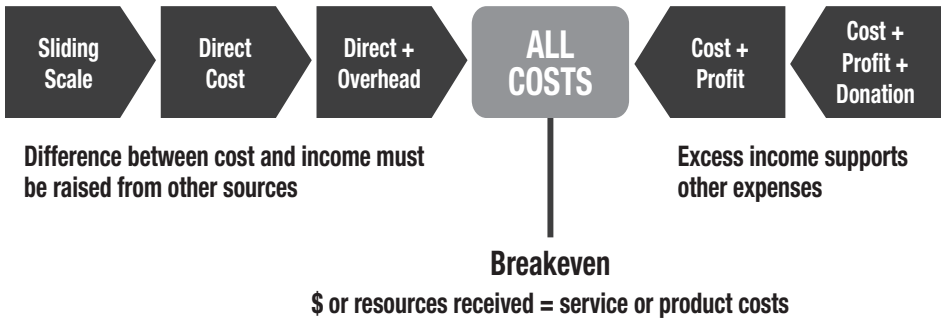 Sliding
Scale
Direct
Cost
Direct +
Overhead
ALL
COSTS
Cost +
Profit
Cost +
Profit +
Donation
Difference between cost and income must
be raised from other sources
Excess income supports
other expenses
Breakeven
$ or resources received = service or product costs